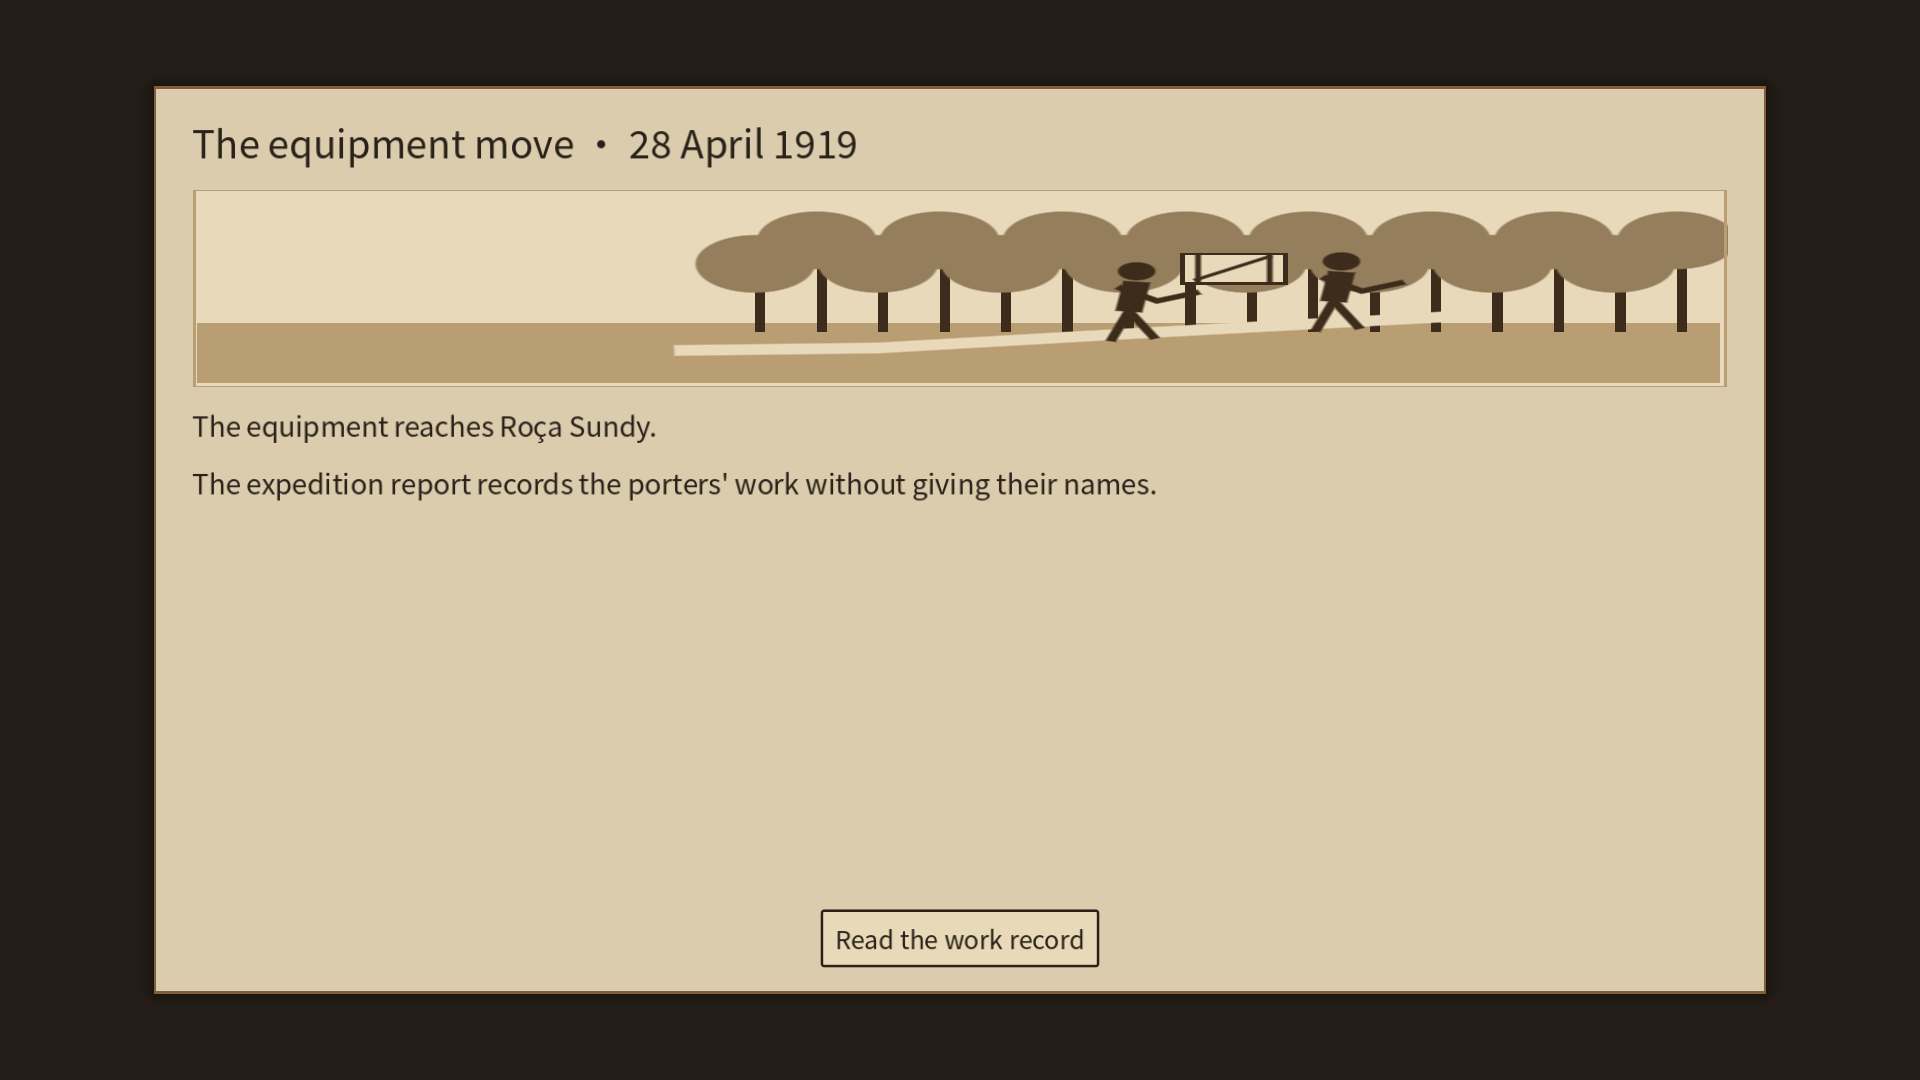 The equipment move • 28 April 1919
The equipment reaches Roça Sundy.
The expedition report records the porters' work without giving their names.
Read the work record